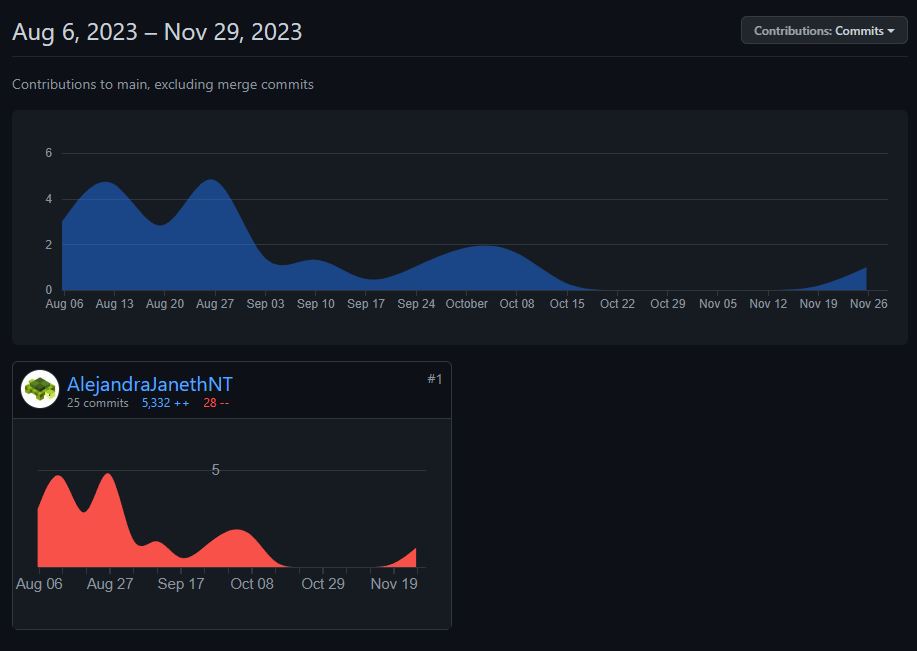 Aug 6, 2023 – Nov 29, 2023
Contributions: Commits
Contributions to main, excluding merge commits
6
4
2
0
Aug 06 Aug 13 Aug 20 Aug 27 Sep 03 Sep 10 Sep 17 Sep 24 October Oct 08 Oct 15 Oct 22 Oct 29 Nov 05 Nov 12 Nov 19 Nov 26
AlejandraJanethNT
#1
25 commits 5,332 ++ 28 --
5
Aug 06 Aug 27 Sep 17 Oct 08 Oct 29 Nov 19